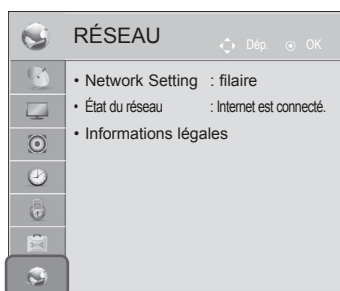 RÉSEAU
Dép. OK
• Network Setting : filaire
• État du réseau : Internet est connecté.
• Informations légales